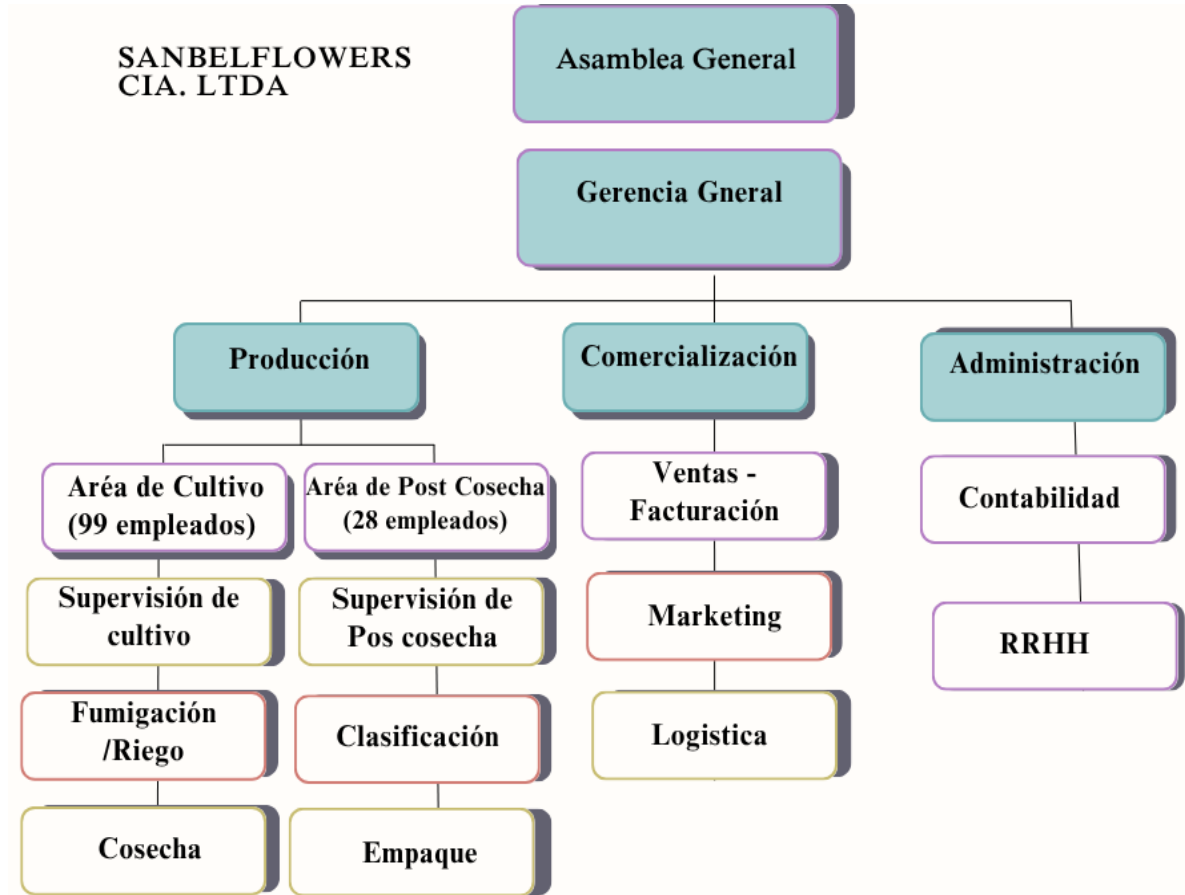 SANBELFLOWERS
CIA. LTDA
Asamblea General
Gerencia Gneral
Producción
Comercialización
Administración
Aréa de Cultivo
(99 empleados)
Aréa de Post Cosecha
(28 empleados)
Ventas -
Facturación
Contabilidad
Supervisión de
cultivo
Supervisión de
Pos cosecha
Marketing
RRHH
Fumigación
/Riego
Clasificación
Logistica
Cosecha
Empaque